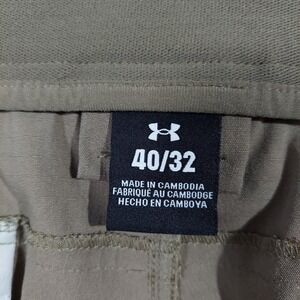 40/32
MADE IN CAMBODIA
FABRIQUÉ AU CAMBODGE
HECHO EN CAMBOYA